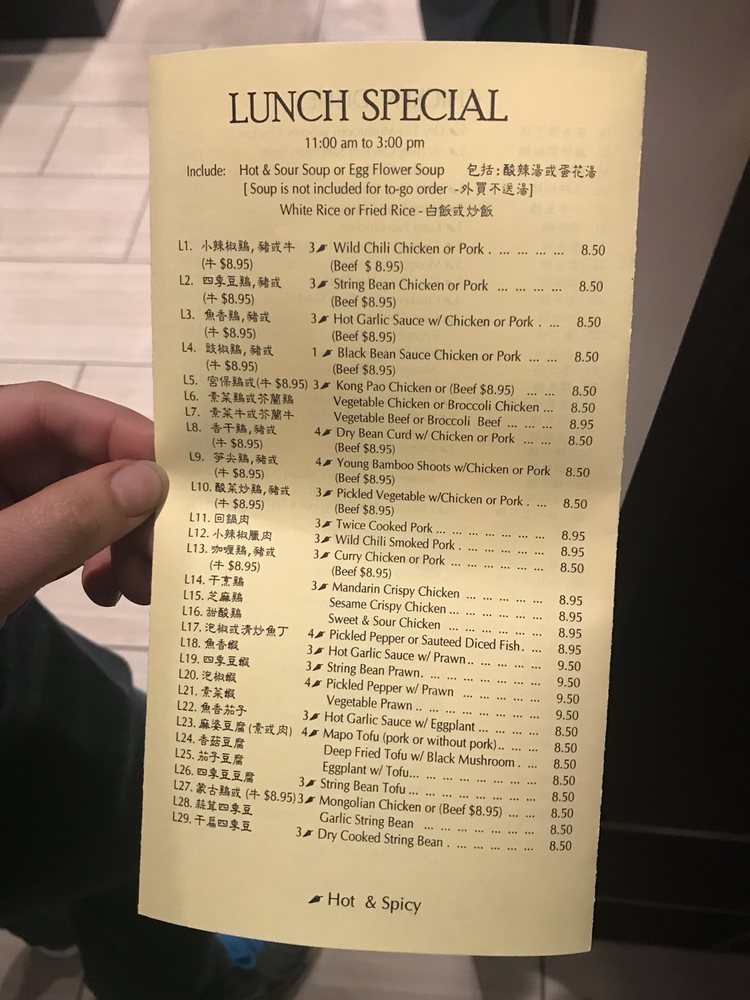 LUNCH SPECIAL
11:00 am to 3:00 pm
Include: Hot & Sour Soup or Egg Flower Soup 包括:酸辣湯或蛋花湯
[ Soup is not included for to-go order -外買不送湯]
White Rice or Fried Rice - 白飯或炒飯
L1. 小辣椒鷄, 豬或牛 3 Wild Chili Chicken or Pork . ... ... ... ... 8.50
(牛 $8.95) (Beef $ 8.95)
L2. 四季豆鷄, 豬或 3 String Bean Chicken or Pork ... ... ... ... 8.50
(牛 $8.95) (Beef $8.95)
L3. 魚香鷄, 豬或 3 Hot Garlic Sauce w/ Chicken or Pork . ... 8.50
(牛 $8.95) (Beef $8.95)
L4. 豉椒鷄, 豬或 1 Black Bean Sauce Chicken or Pork ... ... 8.50
(牛 $8.95) (Beef $8.95)
L5. 宮保鷄或(牛 $8.95) 3 Kong Pao Chicken or (Beef $8.95) ... ... 8.50
L6. 素菜鷄或芥蘭鷄 Vegetable Chicken or Broccoli Chicken ... 8.50
L7. 素菜牛或芥蘭牛 Vegetable Beef or Broccoli Beef ... ... ... 8.95
L8. 香干鷄, 豬或 4 Dry Bean Curd w/ Chicken or Pork ... ... 8.50
(牛 $8.95) (Beef $8.95)
L9. 筍尖鷄, 豬或 4 Young Bamboo Shoots w/Chicken or Pork 8.50
(牛 $8.95) (Beef $8.95)
L10. 酸菜炒鷄, 豬或 3 Pickled Vegetable w/Chicken or Pork . ... 8.50
(牛 $8.95) (Beef $8.95)
L11. 回鍋肉 3 Twice Cooked Pork ... ... ... ... ... ... ... 8.95
L12. 小辣椒臘肉 3 Wild Chili Smoked Pork . ... ... ... ... ... 8.95
L13. 咖喱鷄, 豬或 3 Curry Chicken or Pork ... ... ... ... ... ... 8.50
(牛 $8.95) (Beef $8.95)
L14. 干烹鷄 3 Mandarin Crispy Chicken ... ... ... ... ... 8.95
L15. 芝麻鷄 Sesame Crispy Chicken ... ... ... ... ... ... 8.95
L16. 甜酸鷄 Sweet & Sour Chicken ... ... ... ... ... ... 8.95
L17. 泡椒或清炒魚丁 4 Pickled Pepper or Sauteed Diced Fish . ... 8.95
L18. 魚香蝦 3 Hot Garlic Sauce w/ Prawn .. ... ... ... ... 9.50
L19. 四季豆蝦 3 String Bean Prawn. ... ... ... ... ... ... ... 9.50
L20. 泡椒蝦 4 Pickled Pepper w/ Prawn ... ... ... ... ... 9.50
L21. 素菜蝦 Vegetable Prawn .. ... ... ... ... ... ... ... 9.50
L22. 魚香茄子 3 Hot Garlic Sauce w/ Eggplant ... ... ... ... 8.50
L23. 麻婆豆腐 (素或肉) 4 Mapo Tofu (pork or without pork) .. ... ... 8.50
L24. 香菇豆腐 Deep Fried Tofu w/ Black Mushroom . ... 8.50
L25. 茄子豆腐 Eggplant w/ Tofu... ... ... ... ... ... ... ... 8.50
L26. 四季豆豆腐 3 String Bean Tofu ... ... ... ... ... ... ... 8.50
L27. 蒙古鷄或 (牛 $8.95) 3 Mongolian Chicken or (Beef $8.95) ... ... 8.50
L28. 蒜茸四季豆 Garlic String Bean ... ... ... ... ... ... ... 8.50
L29. 干扁四季豆 3 Dry Cooked String Bean . ... ... ... ... ... 8.50
Hot & Spicy